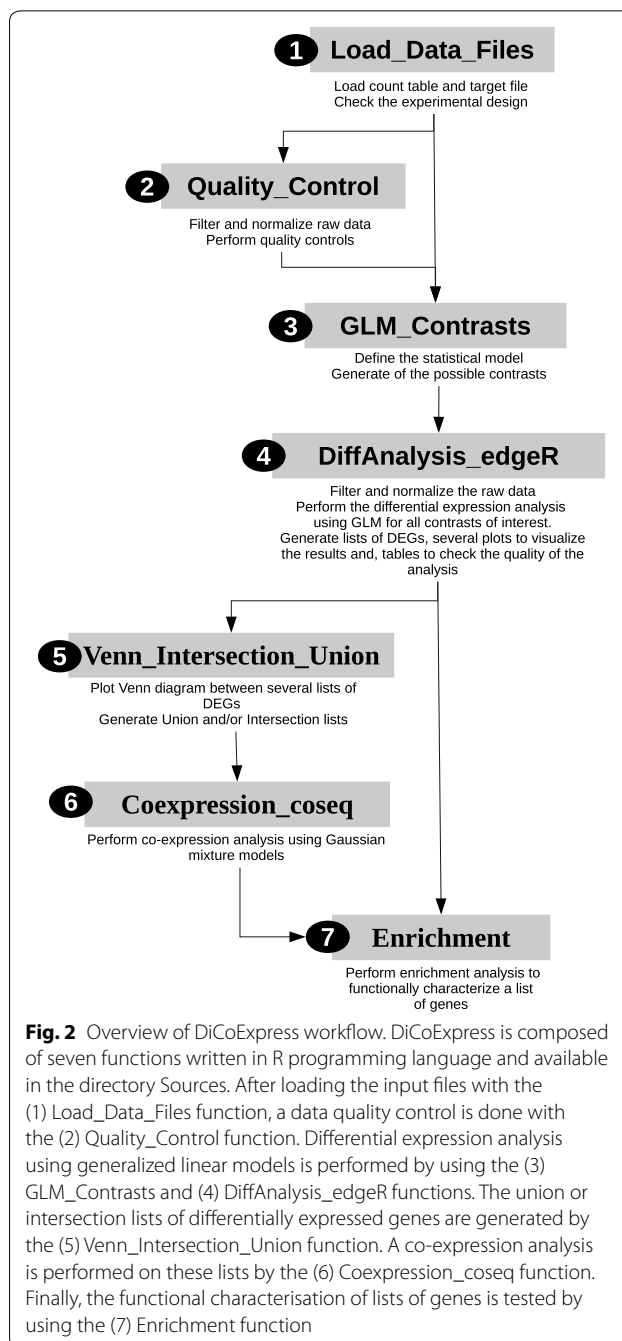 1 Load_Data_Files
Load count table and target file
Check the experimental design
2 Quality_Control
Filter and normalize raw data
Perform quality controls
3 GLM_Contrasts
Define the statistical model
Generate of the possible contrasts
4 DiffAnalysis_edgeR
Filter and normalize the raw data
Perform the differential expression analysis
using GLM for all contrasts of interest.
Generate lists of DEGs, several plots to visualize
the results and, tables to check the quality of the
analysis
5 Venn_Intersection_Union
Plot Venn diagram between several lists of
DEGs
Generate Union and/or Intersection lists
6 Coexpression_coseq
Perform co-expression analysis using Gaussian
mixture models
7 Enrichment
Perform enrichment analysis to
functionally characterize a list
of genes
Fig. 2 Overview of DiCoExpress workflow. DiCoExpress is composed
of seven functions written in R programming language and available
in the directory Sources. After loading the input files with the
(1) Load_Data_Files function, a data quality control is done with
the (2) Quality_Control function. Differential expression analysis
using generalized linear models is performed by using the (3)
GLM_Contrasts and (4) DiffAnalysis_edgeR functions. The union or
intersection lists of differentially expressed genes are generated by
the (5) Venn_Intersection_Union function. A co-expression analysis
is performed on these lists by the (6) Coexpression_coseq function.
Finally, the functional characterisation of lists of genes is tested by
using the (7) Enrichment function